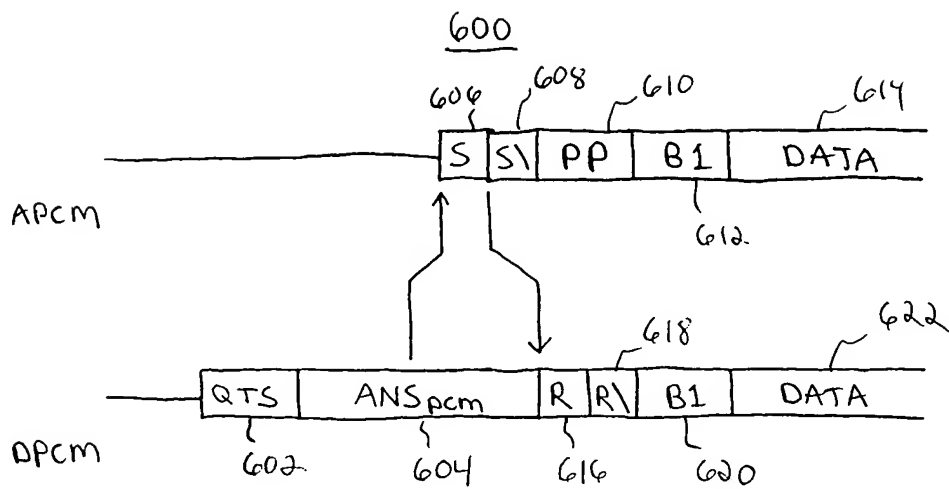 600
606 608 610 614
S S\ PP B1 DATA
APCM
612
618 622
QTS ANSpcm R R\ B1 DATA
DPCM
602 604 616 620